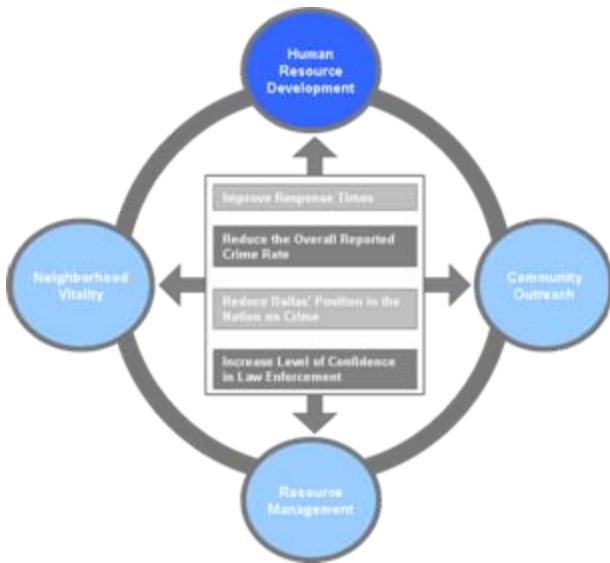 Human
Resource
Development
Improve Response Times
Reduce the Overall Reported
Crime Rate
Neighborhood
Vitality
Community
Outreach
Reduce Dallas' Position in the
Nation on Crime
Increase Level of Confidence
in Law Enforcement
Resource
Management